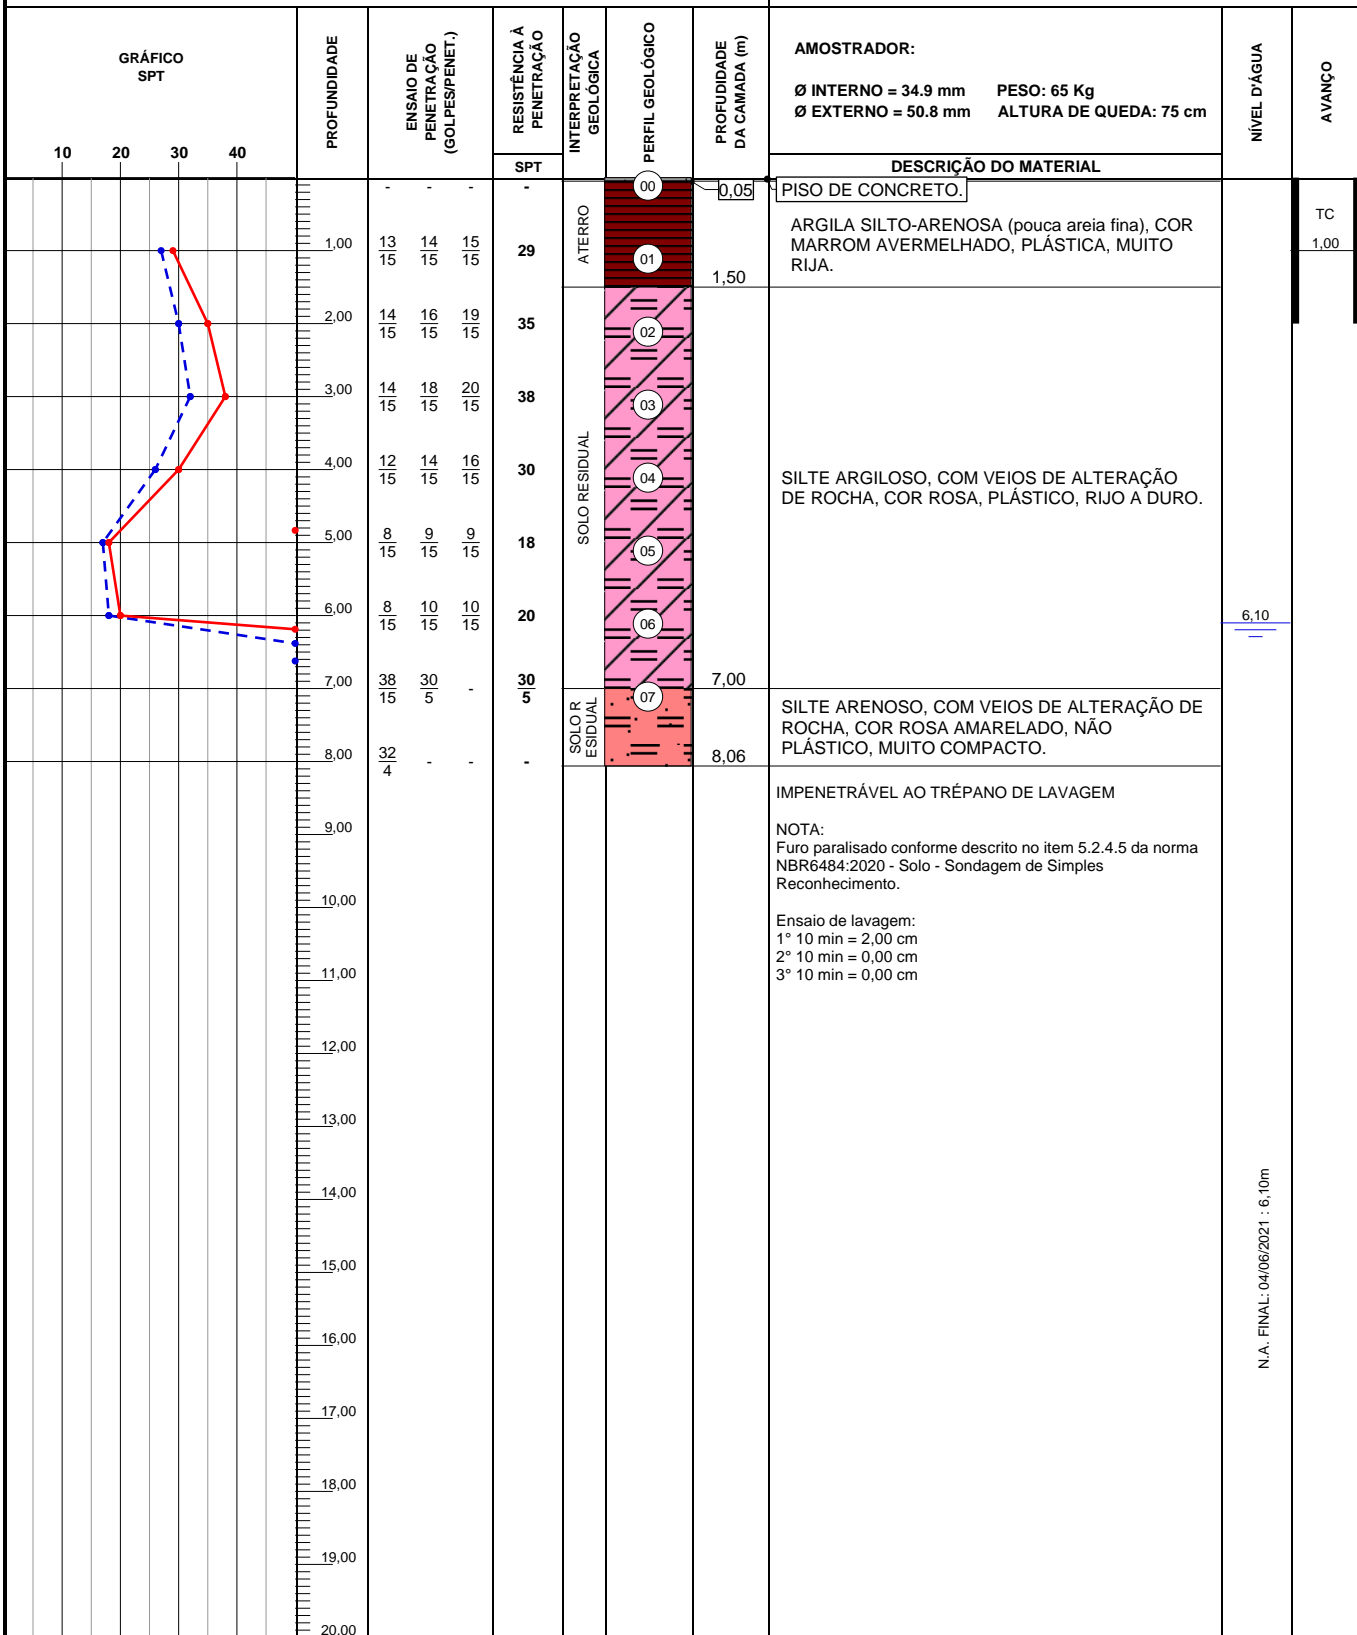 GRÁFICO
SPT
10 20 30 40
PROFUNDIDADE
ENSAIO DE
PENETRAÇÃO
(GOLPES/PENET.)
RESISTÊNCIA À
PENETRAÇÃO
SPT
INTERPRETAÇÃO
GEOLÓGICA
PERFIL GEOLÓGICO
PROFUDIDADE
DA CAMADA (m)
AMOSTRADOR:
Ø INTERNO = 34.9 mm PESO: 65 Kg
Ø EXTERNO = 50.8 mm ALTURA DE QUEDA: 75 cm
DESCRIÇÃO DO MATERIAL
NÍVEL D'ÁGUA
AVANÇO
- - - - 00 0,05 PISO DE CONCRETO.
ATERRO
ARGILA SILTO-ARENOSA (pouca areia fina), COR
MARROM AVERMELHADO, PLÁSTICA, MUITO
RIJA.
TC
1,00
1,00 13/15 14/15 15/15 29 01
1,50
2,00 14/15 16/15 19/15 35 02
3,00 14/15 18/15 20/15 38 03
4,00 12/15 14/15 16/15 30 04
SOLO RESIDUAL
SILTE ARGILOSO, COM VEIOS DE ALTERAÇÃO
DE ROCHA, COR ROSA, PLÁSTICO, RIJO A DURO.
5,00 8/15 9/15 9/15 18 05
6,00 8/15 10/15 10/15 20 06
6,10
7,00 38/15 30/5 - 30/5 07 7,00
SOLO R
ESIDUAL
SILTE ARENOSO, COM VEIOS DE ALTERAÇÃO DE
ROCHA, COR ROSA AMARELADO, NÃO
PLÁSTICO, MUITO COMPACTO.
8,00 32/4 - - - 8,06
IMPENETRÁVEL AO TRÉPANO DE LAVAGEM
NOTA:
Furo paralisado conforme descrito no item 5.2.4.5 da norma
NBR6484:2020 - Solo - Sondagem de Simples
Reconhecimento.
Ensaio de lavagem:
1° 10 min = 2,00 cm
2° 10 min = 0,00 cm
3° 10 min = 0,00 cm
9,00
10,00
11,00
12,00
13,00
14,00
15,00
16,00
17,00
18,00
19,00
20,00
N.A. FINAL: 04/06/2021 : 6,10m